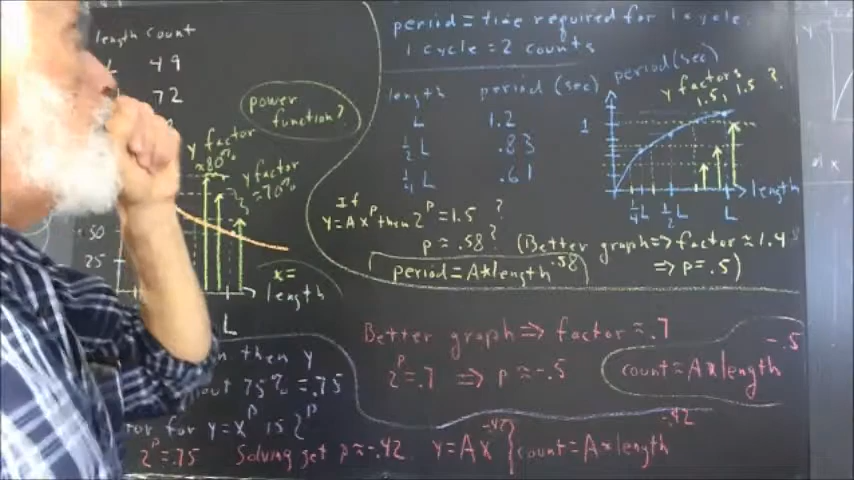 length count
49
72
power
function?
y factor
≈80%
y factor
≈70%
50
25
x=
length
L
period = time required for 1 cycle.
1 cycle = 2 counts
length period (sec)
L 1.2
1/2 L .83
1/4 L .61
period (sec)
y factors
1.5, 1.5 ?
1
1/4 L 1/2 L L
length
If
y=Ax^p then 2^p = 1.5 ?
p ≈ .58? (Better graph => factor ≈ 1.4
=> p = .5)
period = A*length^.58
Better graph => factor ≈ .7
2^p = .7 => p ≈ -.5
count = A*length^-.5
then y
about 75% = .75
for y = x^p is 2^p
2^p = .75 Solving get p ≈ -.42 y = Ax^-.42 } count = A*length^-.42